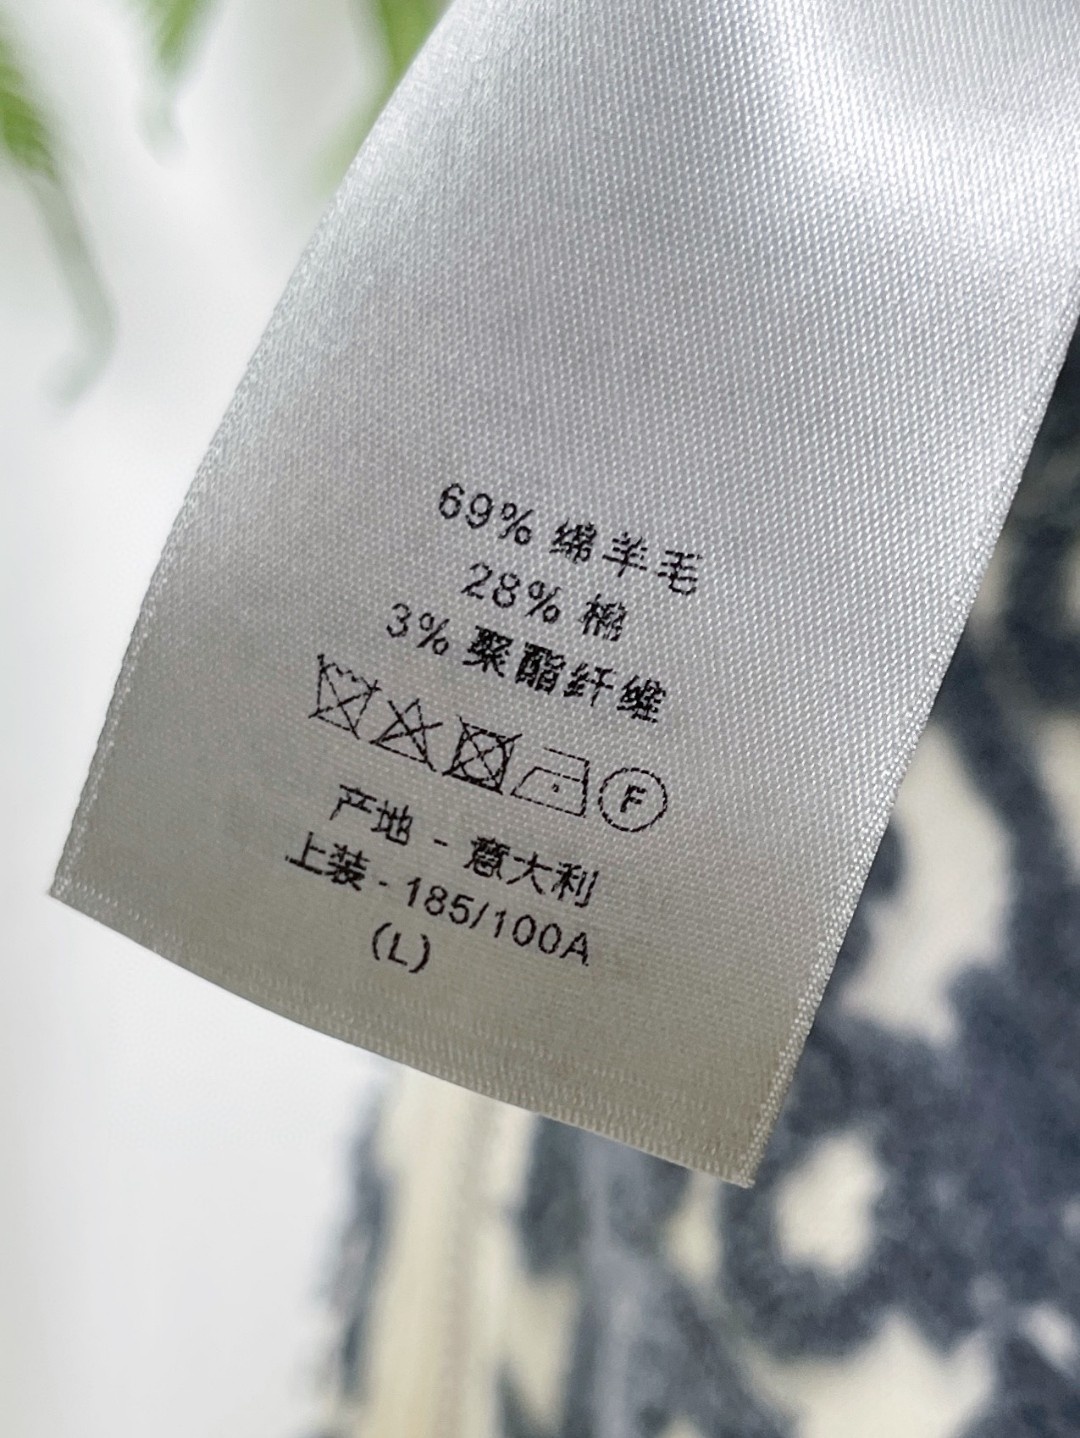 69% 绵羊毛
28% 棉
3% 聚酯纤维
F
产地 - 意大利
上装 - 185/100A
(L)